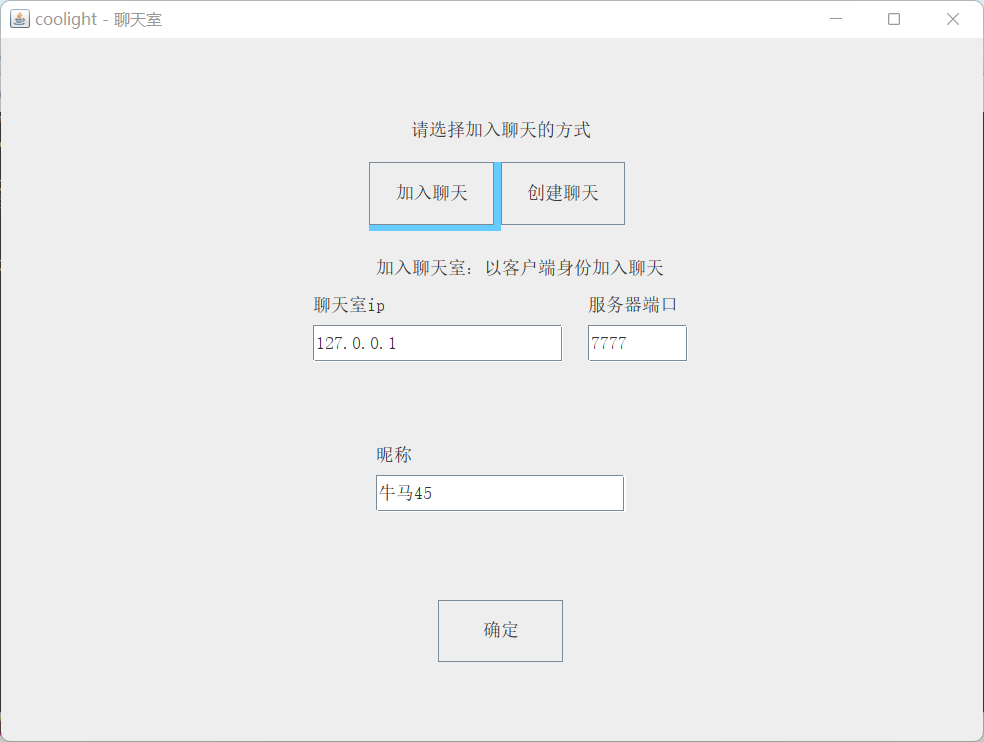 coolight - 聊天室
请选择加入聊天的方式
加入聊天 创建聊天
加入聊天室：以客户端身份加入聊天
聊天室ip 服务器端口
127.0.0.1 7777
昵称
牛马45
确定